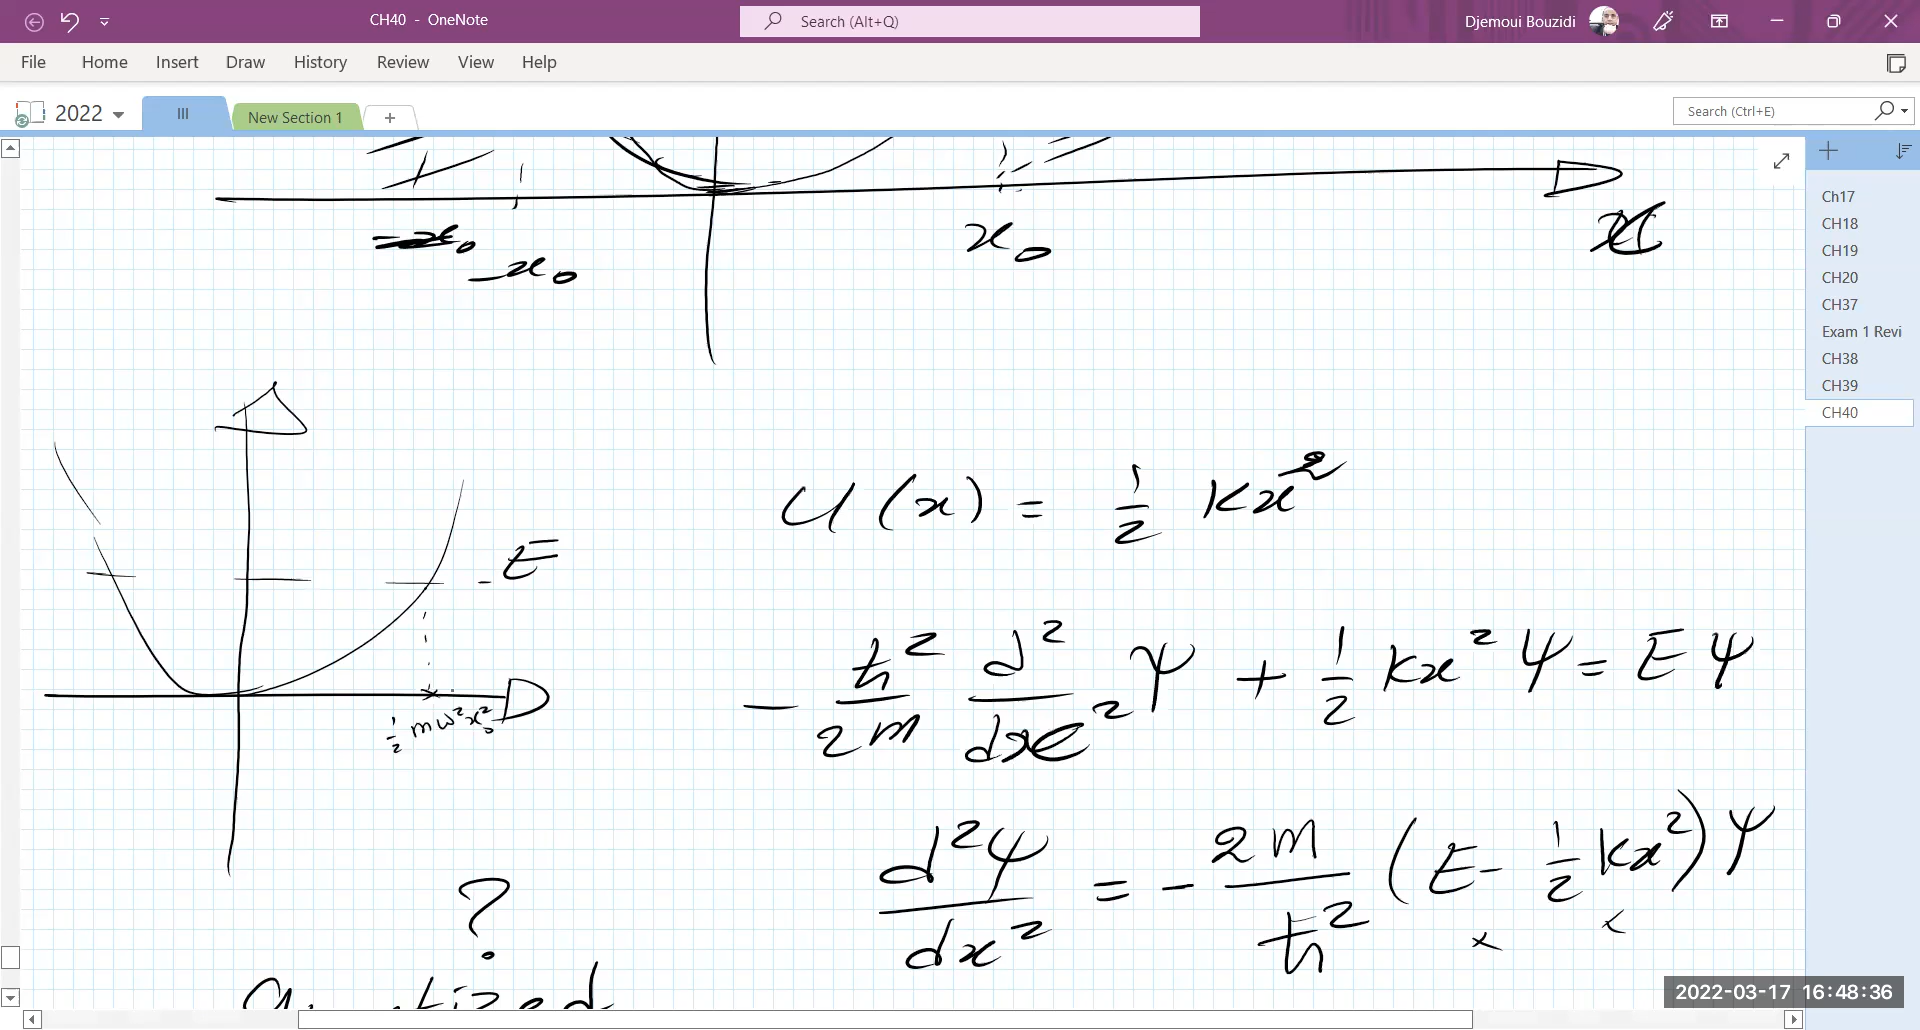 CH40 - OneNote
Search (Alt+Q)
Djemoui Bouzidi
File Home Insert Draw History Review View Help
2022
III
New Section 1
+
Search (Ctrl+E)
Ch17
CH18
CH19
CH20
CH37
Exam 1 Revi
CH38
CH39
CH40
-x₀
x₀
x
E
½ mω²x₀²
U(x) = ½ kx²
-ħ²/2m d²/dx² Ψ + ½ kx² Ψ = E Ψ
d²Ψ/dx² = - 2m/ħ² (E - ½ kx²) Ψ
x x
?
Quantized
2022-03-17 16:48:36